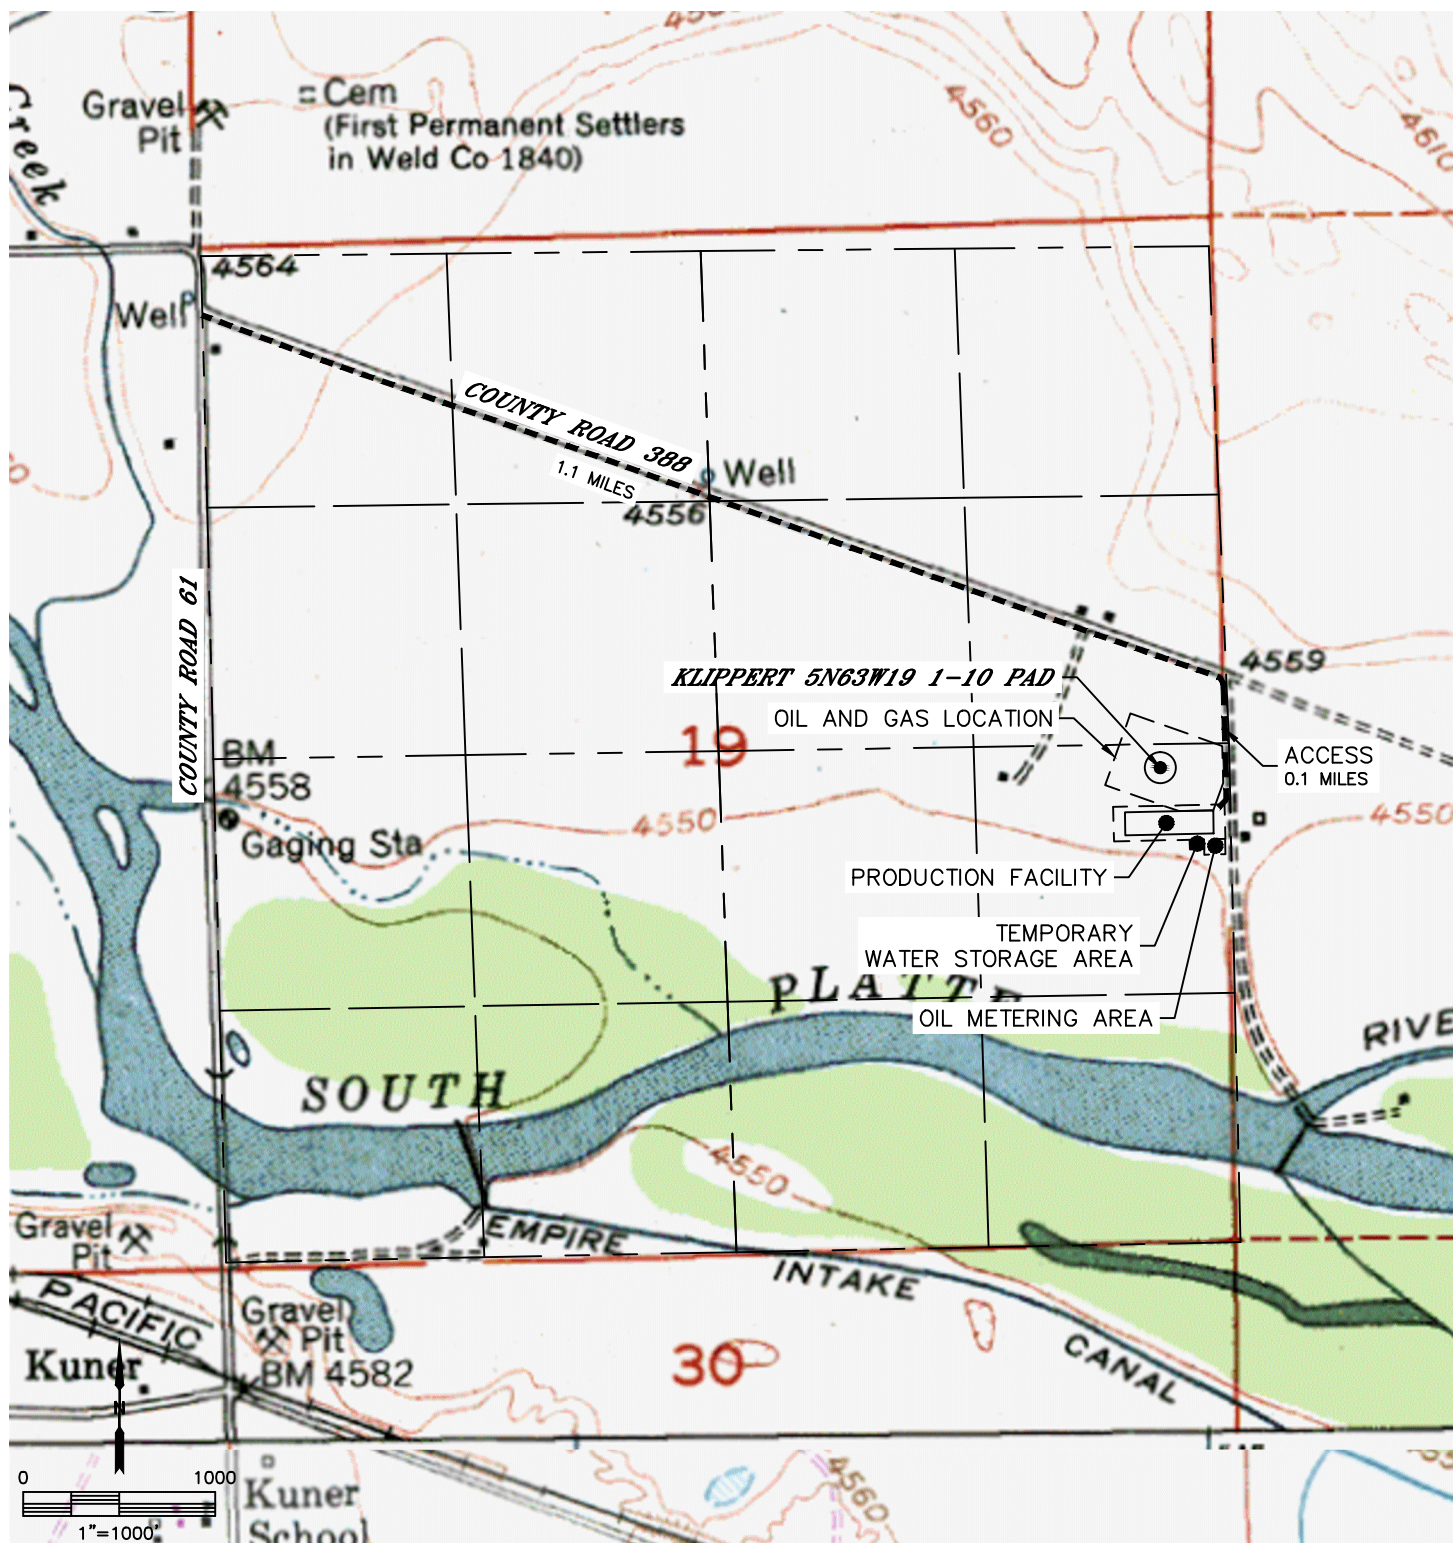 4560
4610
Creek
Gravel
Pit
Cem
(First Permanent Settlers
in Weld Co 1840)
4564
Well
COUNTY ROAD 388
1.1 MILES
Well
4556
COUNTY ROAD 61
4559
KLIPPERT 5N63W19 1-10 PAD
OIL AND GAS LOCATION
19
ACCESS
0.1 MILES
BM
4558
Gaging Sta
4550
4550
PRODUCTION FACILITY
TEMPORARY
WATER STORAGE AREA
OIL METERING AREA
SOUTH
PLATTE
RIVE
4550
Gravel
Pit
EMPIRE
INTAKE
CANAL
PACIFIC
Gravel
Pit
BM 4582
Kuner
30
N
0 1000
1"=1000'
Kuner
School
4560